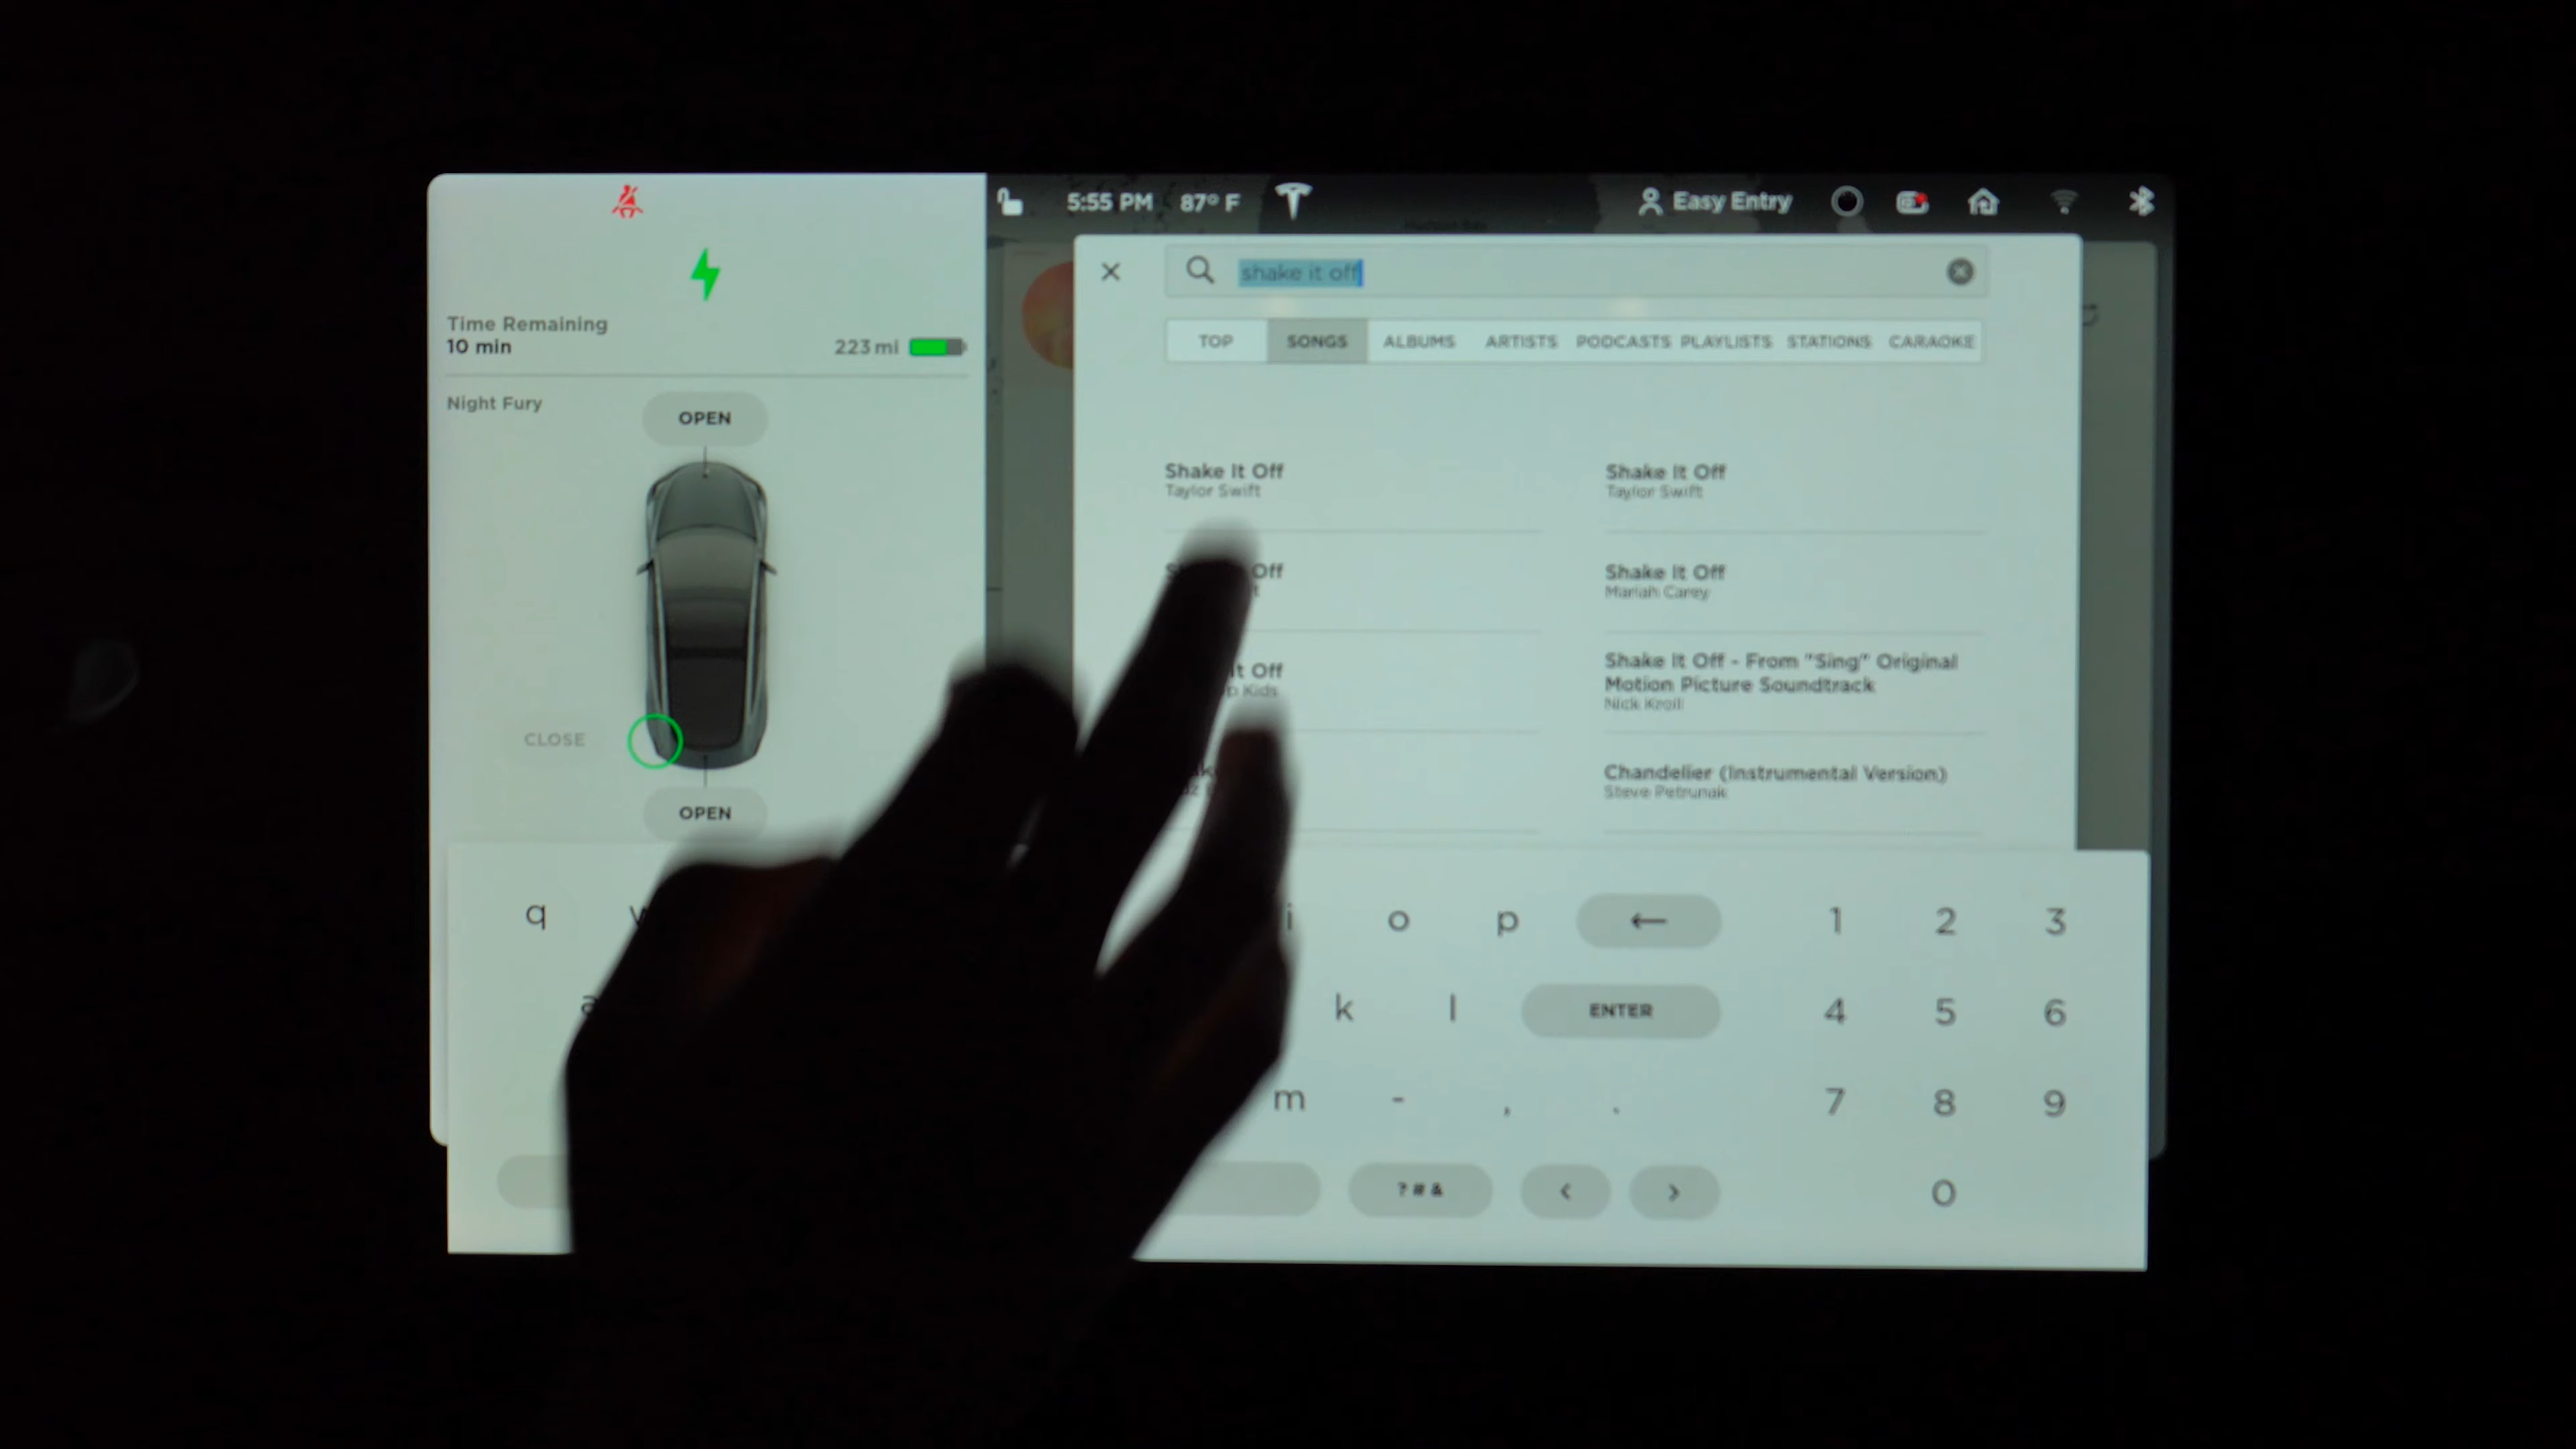 5:55 PM 87° F
Easy Entry
Time Remaining
10 min
223 mi
Night Fury
OPEN
CLOSE
OPEN
shake it off
TOP SONGS ALBUMS ARTISTS PODCASTS PLAYLISTS STATIONS CARAOKE
Shake It Off
Taylor Swift
Shake It Off
Taylor Swift
Off
Shake It Off
Mariah Carey
It Off
Kids
Shake It Off - From "Sing" Original
Motion Picture Soundtrack
Nick Kroll
Chandelier (Instrumental Version)
Steve Petrunak
q w i o p ← 1 2 3
a k l ENTER 4 5 6
m - , . 7 8 9
?#& < > 0